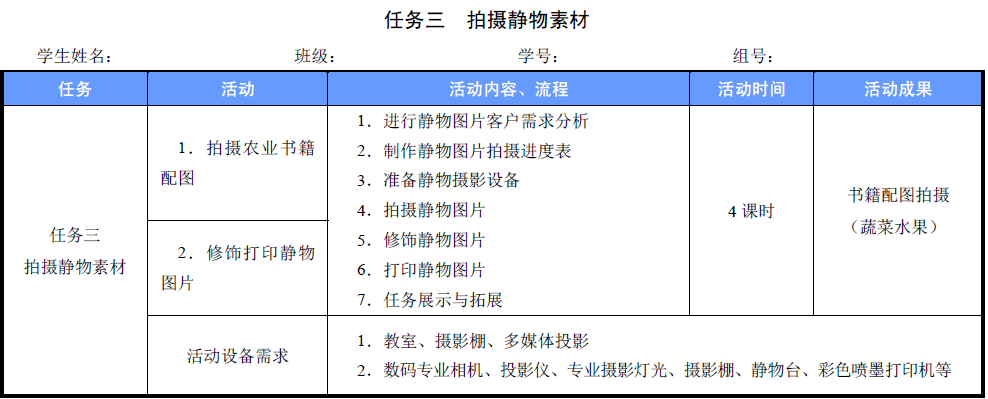 任务三 拍摄静物素材
学生姓名： 班级： 学号： 组号：
任务 活动 活动内容、流程 活动时间 活动成果
任务三
拍摄静物素材
1．拍摄农业书籍
配图
2．修饰打印静物
图片
1．进行静物图片客户需求分析
2．制作静物图片拍摄进度表
3．准备静物摄影设备
4．拍摄静物图片
5．修饰静物图片
6．打印静物图片
7．任务展示与拓展
4 课时
书籍配图拍摄
（蔬菜水果）
活动设备需求
1．教室、摄影棚、多媒体投影
2．数码专业相机、投影仪、专业摄影灯光、摄影棚、静物台、彩色喷墨打印机等